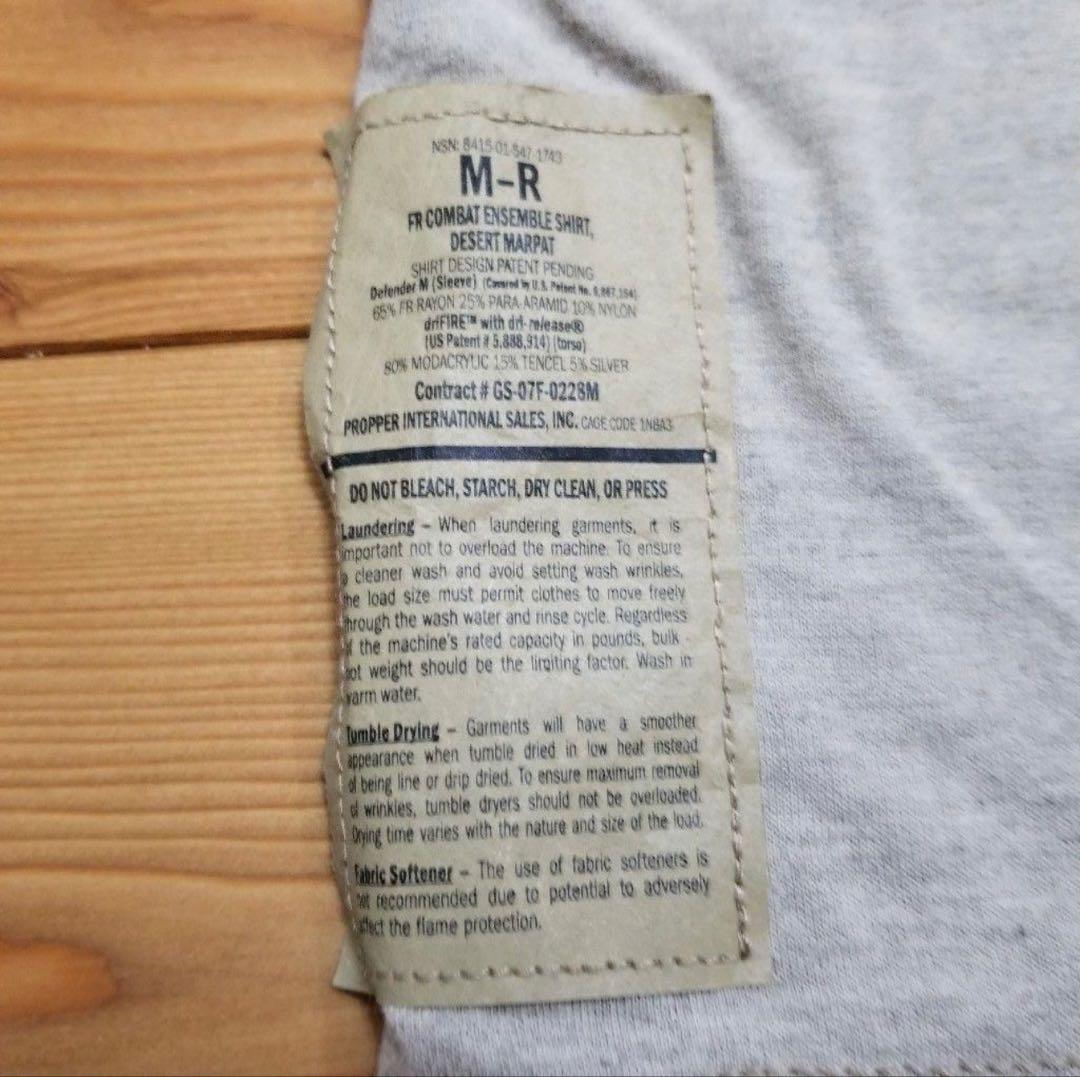 NSN: 8415-01-547-1743
M-R
FR COMBAT ENSEMBLE SHIRT,
DESERT MARPAT
SHIRT DESIGN PATENT PENDING
Defender M (Sleeve) (Covered by U.S. Patent No. 6,867,154)
65% FR RAYON 25% PARA-ARAMID 10% NYLON
driFIRE™ with dri-release®
(US Patent # 5,888,914) (torso)
80% MODACRYLIC 15% TENCEL 5% SILVER
Contract # GS-07F-0228M
PROPPER INTERNATIONAL SALES, INC. CAGE CODE 1N8A3
DO NOT BLEACH, STARCH, DRY CLEAN, OR PRESS
Laundering – When laundering garments, it is
important not to overload the machine. To ensure
a cleaner wash and avoid setting wash wrinkles,
the load size must permit clothes to move freely
through the wash water and rinse cycle. Regardless
of the machine's rated capacity in pounds, bulk -
not weight should be the limiting factor. Wash in
warm water.
Tumble Drying – Garments will have a smoother
appearance when tumble dried in low heat instead
of being line or drip dried. To ensure maximum removal
of wrinkles, tumble dryers should not be overloaded.
Drying time varies with the nature and size of the load.
Fabric Softener – The use of fabric softeners is
not recommended due to potential to adversely
affect the flame protection.